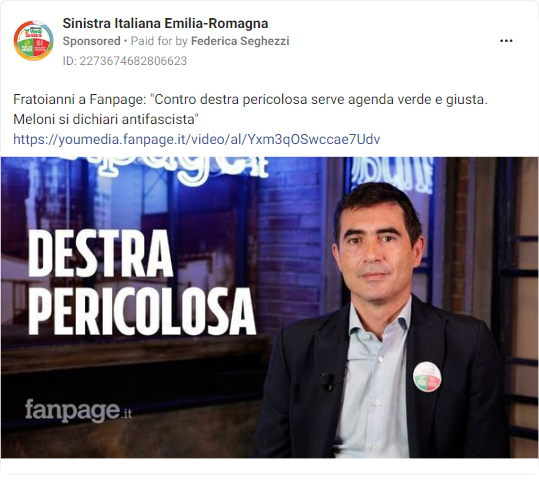 Sinistra Italiana Emilia-Romagna
Sponsored • Paid for by Federica Seghezzi
ID: 2273674682806623
Fratoianni a Fanpage: "Contro destra pericolosa serve agenda verde e giusta.
Meloni si dichiari antifascista"
https://youmedia.fanpage.it/video/al/Yxm3qOSwccae7Udv
DESTRA
PERICOLOSA
fanpage.it